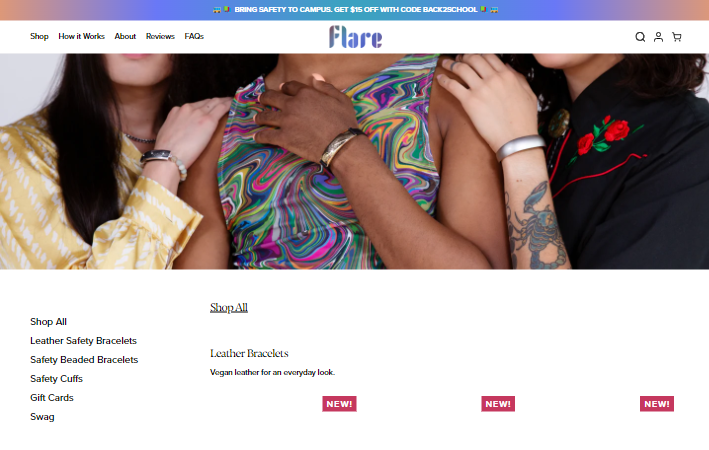 BRING SAFETY TO CAMPUS. GET $15 OFF WITH CODE BACK2SCHOOL
Shop How it Works About Reviews FAQs
Flare
Shop All
Shop All
Leather Safety Bracelets
Safety Beaded Bracelets
Safety Cuffs
Gift Cards
Swag
Leather Bracelets
Vegan leather for an everyday look.
NEW! NEW! NEW!